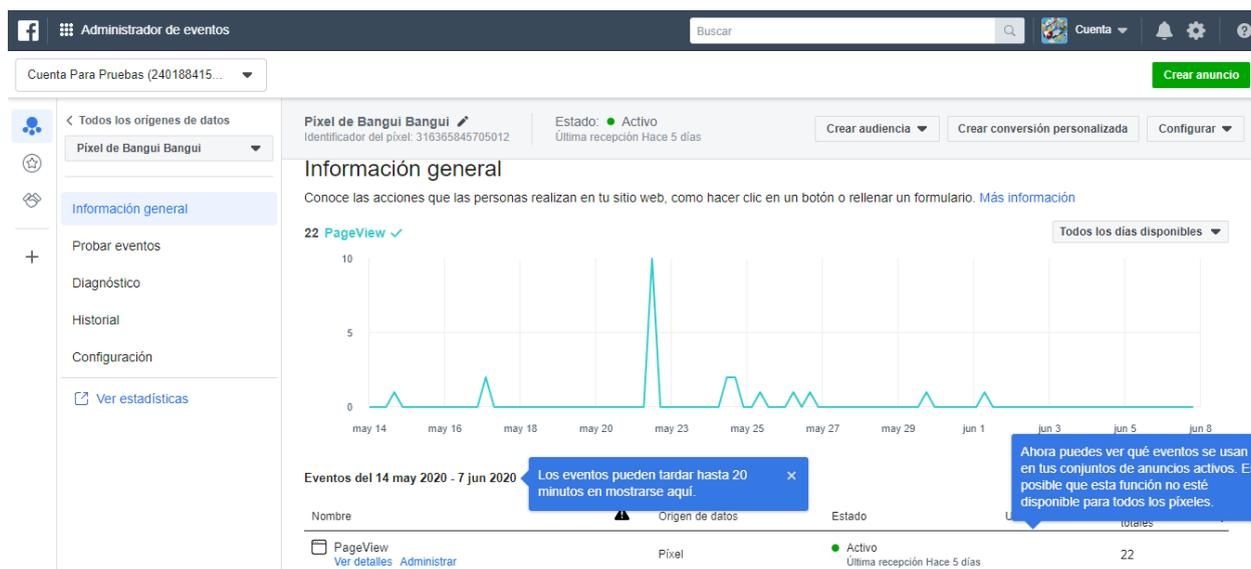 Administrador de eventos
Buscar
Cuenta
Cuenta Para Pruebas (240188415...
Crear anuncio
Todos los orígenes de datos
Píxel de Bangui Bangui
Información general
Probar eventos
Diagnóstico
Historial
Configuración
Ver estadísticas
Píxel de Bangui Bangui
Identificador del píxel: 316365845705012
Estado: Activo
Última recepción Hace 5 días
Crear audiencia
Crear conversión personalizada
Configurar
Información general
Conoce las acciones que las personas realizan en tu sitio web, como hacer clic en un botón o rellenar un formulario. Más información
22 PageView
Todos los días disponibles
10
5
0
may 14 may 16 may 18 may 20 may 23 may 25 may 27 may 29 jun 1 jun 3 jun 5 jun 8
Eventos del 14 may 2020 - 7 jun 2020
Los eventos pueden tardar hasta 20
minutos en mostrarse aquí.
Ahora puedes ver qué eventos se usan
en tus conjuntos de anuncios activos.
posible que esta función no esté
disponible para todos los píxeles.
Nombre Origen de datos Estado
totales
PageView
Ver detalles Administrar
Píxel
Activo
Última recepción Hace 5 días
22